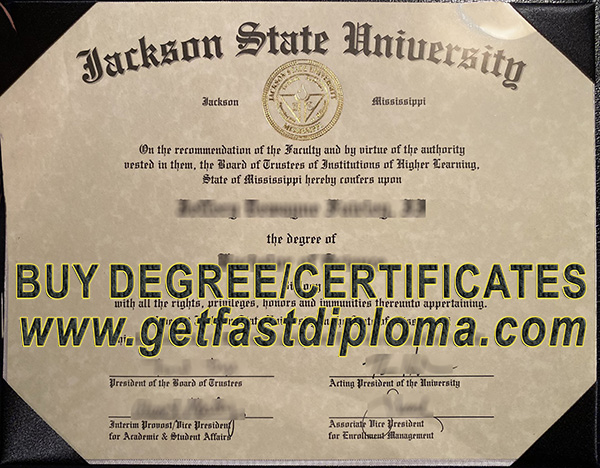 Jackson State University
JACKSON STATE UNIVERSITY
MISSISSIPPI
Jackson Mississippi
On the recommendation of the Faculty and by virtue of the authority
vested in them, the Board of Trustees of Institutions of Higher Learning,
State of Mississippi hereby confers upon
the degree of
BUY DEGREE/CERTIFICATES
with all the rights, privileges, honors and immunities thereunto appertaining.
www.getfastdiploma.com
President of the Board of Trustees
Acting President of the University
Interim Provost/Vice President
for Academic & Student Affairs
Associate Vice President
for Enrollment Management